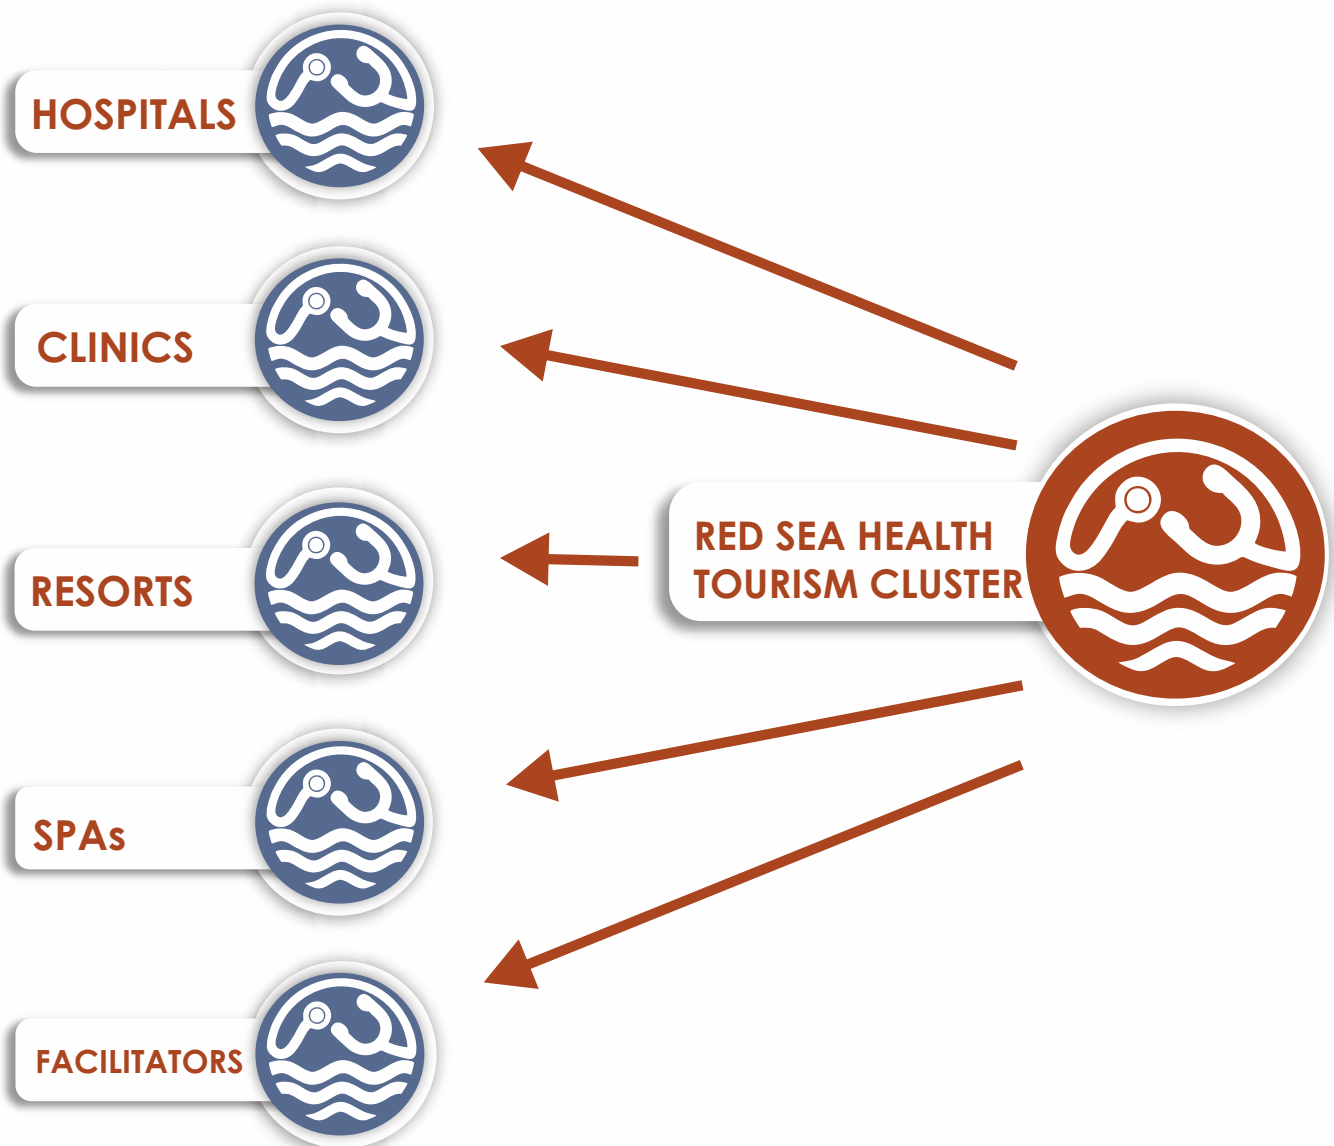 HOSPITALS
CLINICS
RESORTS
RED SEA HEALTH
TOURISM CLUSTER
SPAs
FACILITATORS